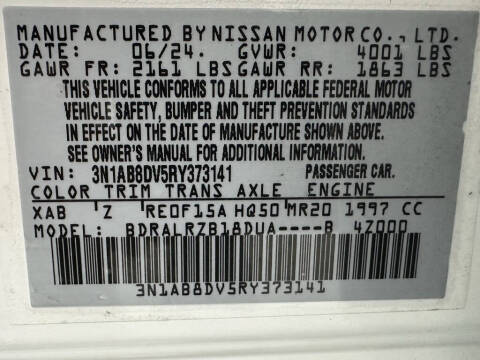 MANUFACTURED BY NISSAN MOTOR CO., LTD.
DATE: 06/24. GVWR: 4001 LBS
GAWR FR: 2161 LBS GAWR RR: 1863 LBS
THIS VEHICLE CONFORMS TO ALL APPLICABLE FEDERAL MOTOR
VEHICLE SAFETY, BUMPER AND THEFT PREVENTION STANDARDS
IN EFFECT ON THE DATE OF MANUFACTURE SHOWN ABOVE.
SEE OWNER'S MANUAL FOR ADDITIONAL INFORMATION.
VIN: 3N1AB8DV5RY373141 PASSENGER CAR.
COLOR TRIM TRANS AXLE ENGINE
XAB Z RE0F15A HQ50 MR20 1997 CC
MODEL: BDRALRZB18DUA----B 4Z000
3N1AB8DV5RY373141